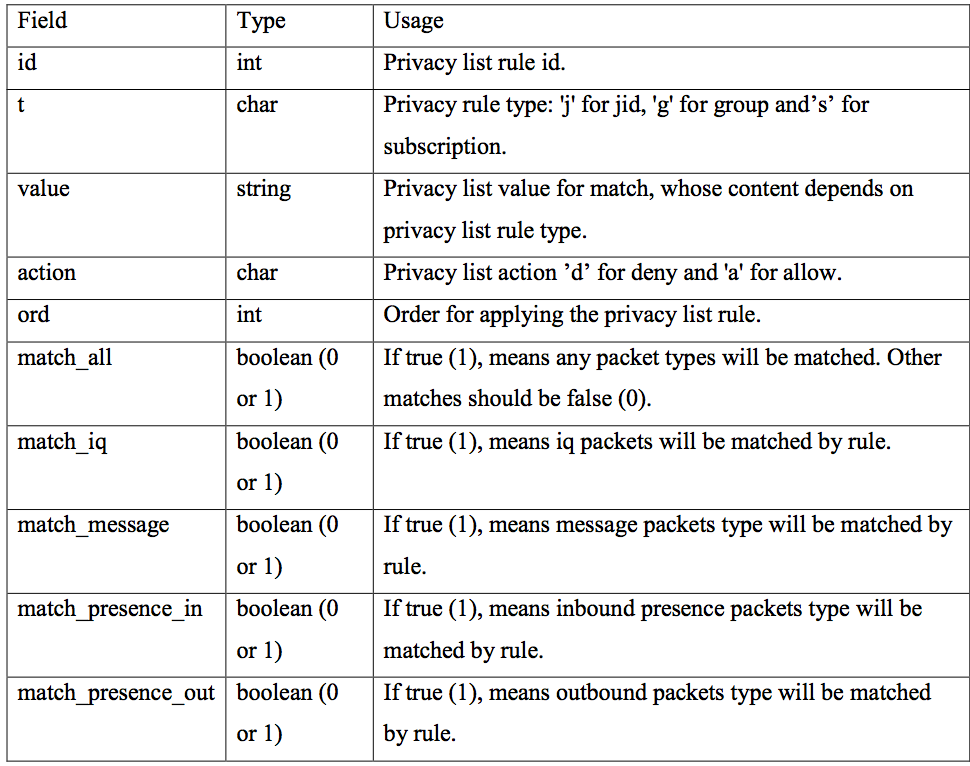 Field Type Usage
id int Privacy list rule id.
t char Privacy rule type: 'j' for jid, 'g' for group and’s’ for
subscription.
value string Privacy list value for match, whose content depends on
privacy list rule type.
action char Privacy list action ’d’ for deny and 'a' for allow.
ord int Order for applying the privacy list rule.
match_all boolean (0 If true (1), means any packet types will be matched. Other
or 1) matches should be false (0).
match_iq boolean (0 If true (1), means iq packets will be matched by rule.
or 1)
match_message boolean (0 If true (1), means message packets type will be matched by
or 1) rule.
match_presence_in boolean (0 If true (1), means inbound presence packets type will be
or 1) matched by rule.
match_presence_out boolean (0 If true (1), means outbound packets type will be matched
or 1) by rule.